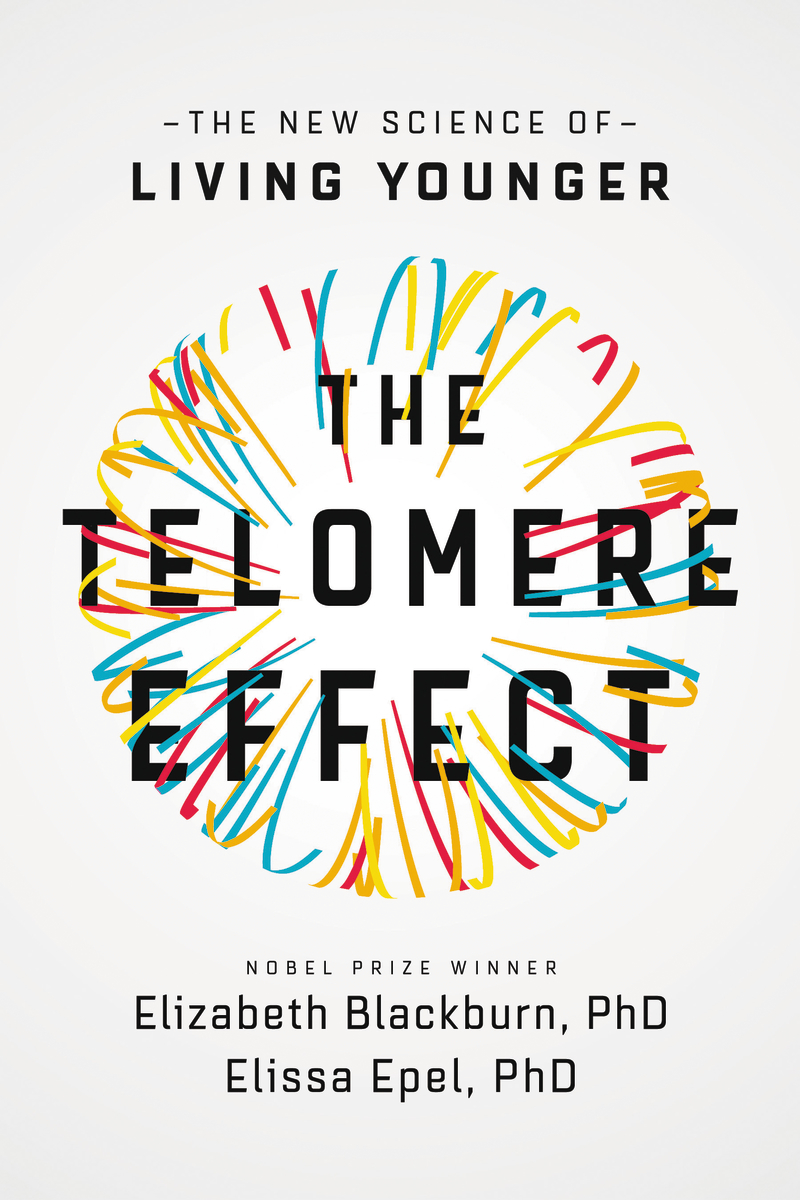 –THE NEW SCIENCE OF–
LIVING YOUNGER
THE
TELOMERE
EFFECT
NOBEL PRIZE WINNER
Elizabeth Blackburn, PhD
Elissa Epel, PhD